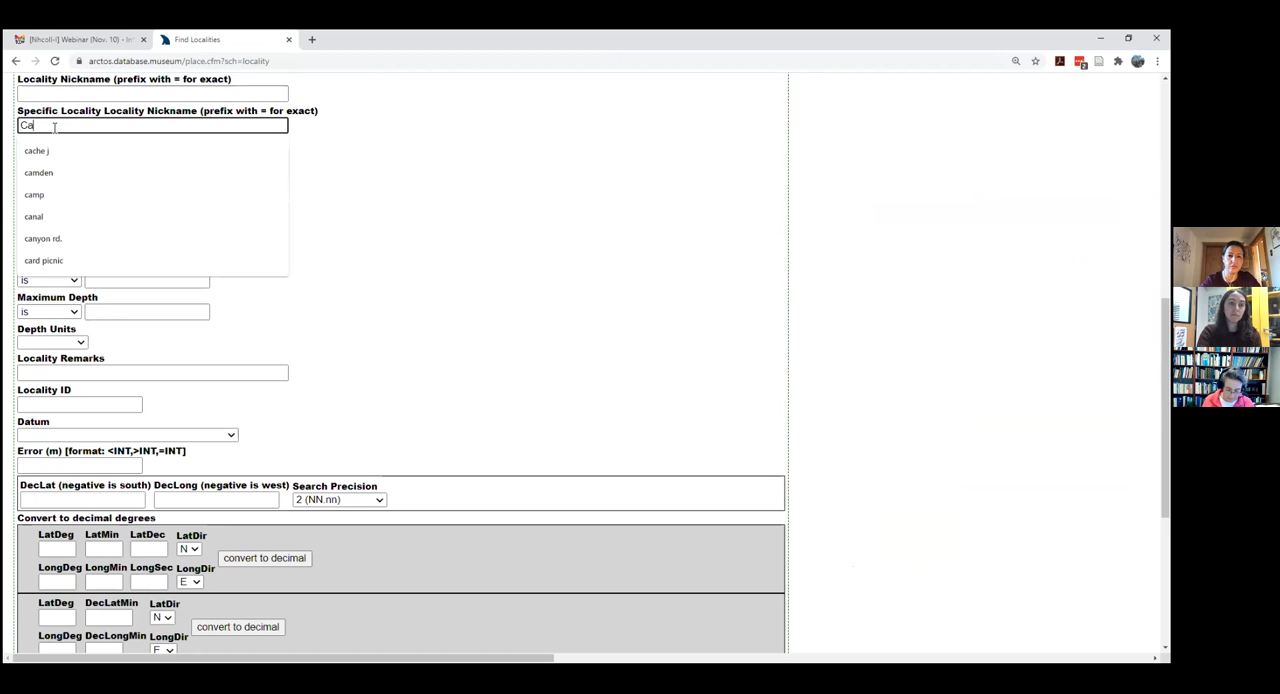 [Nhcoll-l] Webinar (Nov. 10) - In
Find Localities
arctos.database.museum/place.cfm?sch=locality
Locality Nickname (prefix with = for exact)
Specific Locality Locality Nickname (prefix with = for exact)
Ca
cache j
camden
camp
canal
canyon rd.
card picnic
is
Maximum Depth
is
Depth Units
Locality Remarks
Locality ID
Datum
Error (m) [format: <INT,>INT,=INT]
DecLat (negative is south) DecLong (negative is west) Search Precision
2 (NN.nn)
Convert to decimal degrees
LatDeg LatMin LatDec LatDir
N
convert to decimal
LongDeg LongMin LongSec LongDir
E
LatDeg DecLatMin LatDir
N
convert to decimal
LongDeg DecLongMin LongDir
E